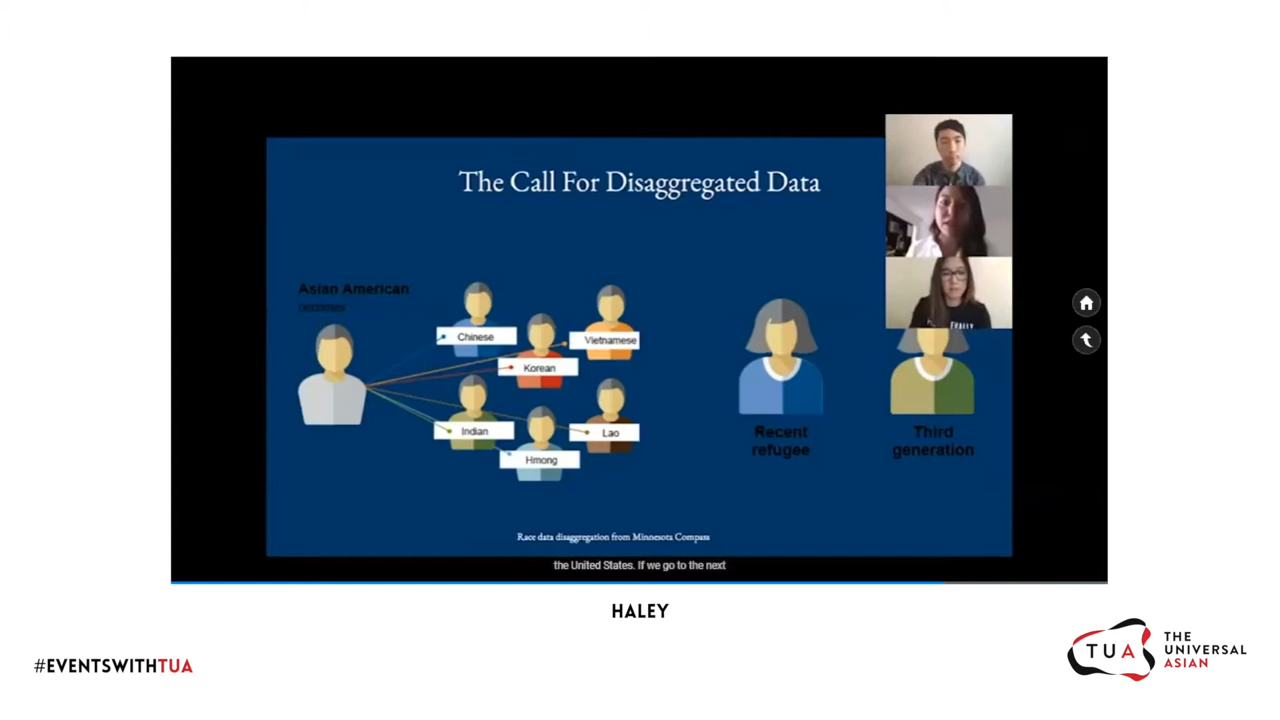 The Call For Disaggregated Data
Asian American
Chinese
Vietnamese
Korean
Indian
Lao
Hmong
Recent
refugee
Third
generation
Race data disaggregation from Minnesota Compass
the United States. If we go to the next
HALEY
#EVENTSWITHTUA
TUA
THE
UNIVERSAL
ASIAN